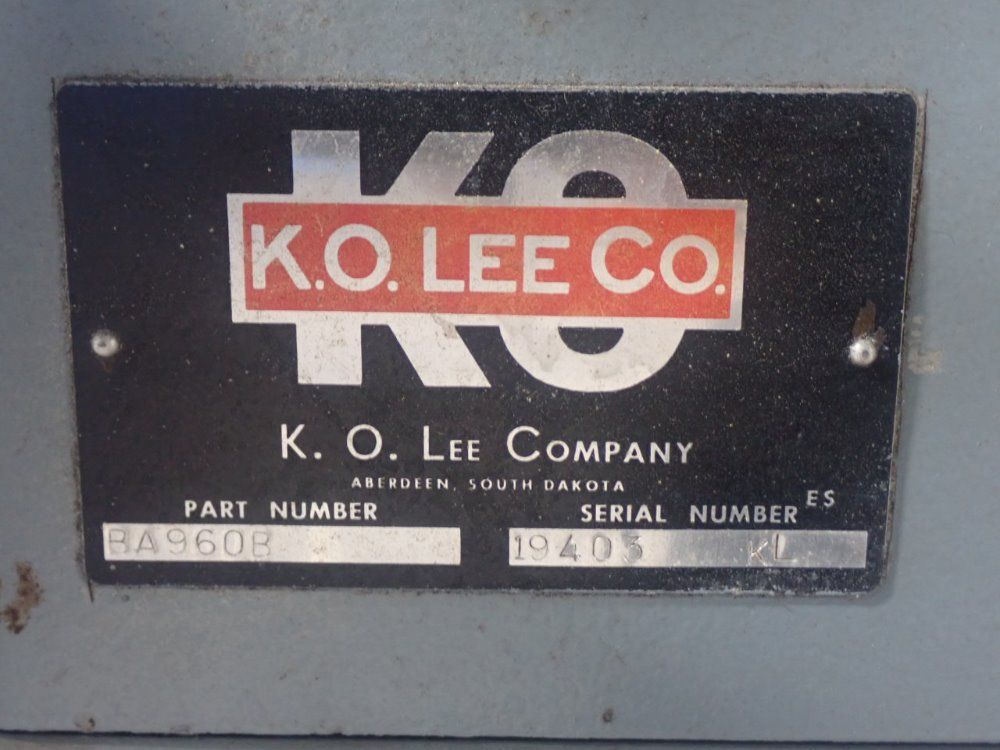 KO
K.O. LEE CO.
K. O. LEE COMPANY
ABERDEEN, SOUTH DAKOTA
PART NUMBER
BA960B
SERIAL NUMBER ES
19403 KL